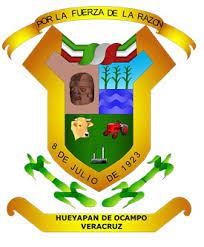 POR LA FUERZA DE LA RAZON
8 DE JULIO DE 1923
HUEYAPAN DE OCAMPO
VERACRUZ